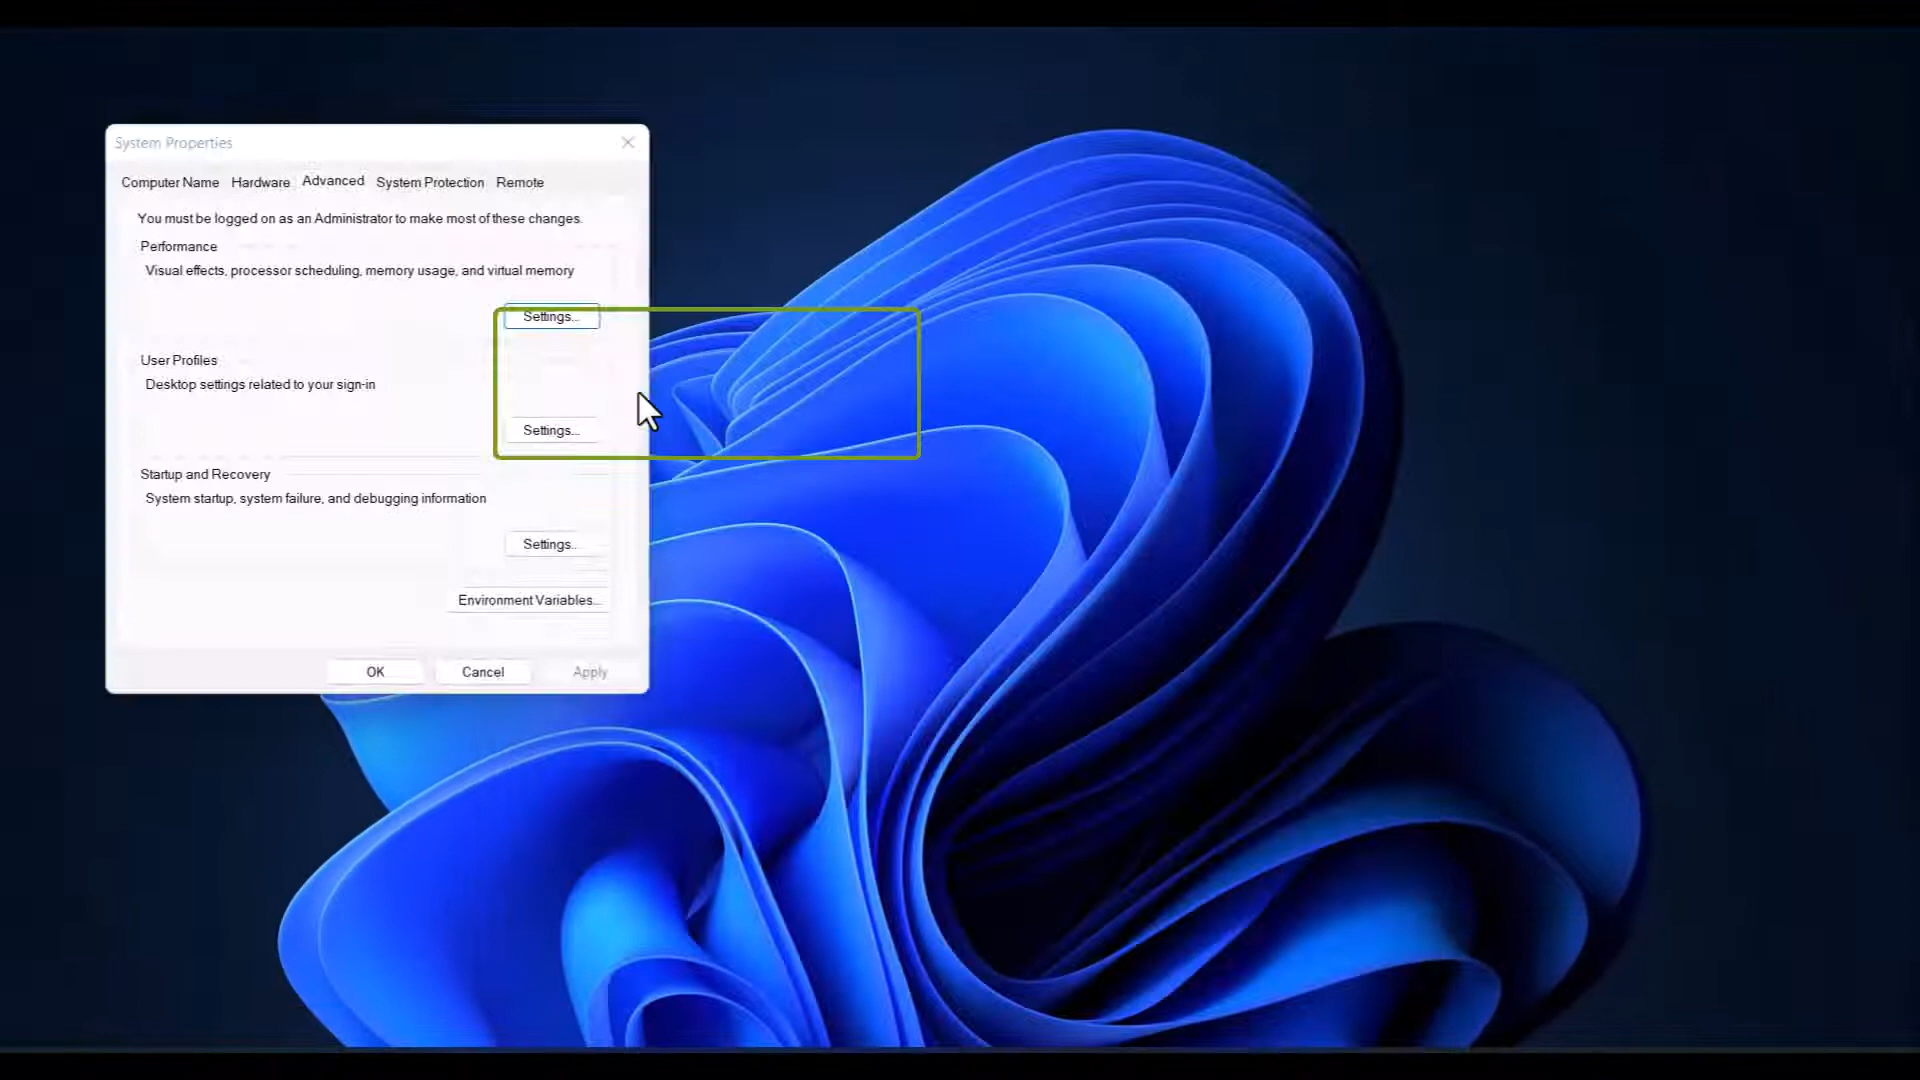 System Properties
Computer Name Hardware Advanced System Protection Remote
You must be logged on as an Administrator to make most of these changes.
Performance
Visual effects, processor scheduling, memory usage, and virtual memory
Settings...
User Profiles
Desktop settings related to your sign-in
Settings...
Startup and Recovery
System startup, system failure, and debugging information
Settings...
Environment Variables...
OK Cancel Apply